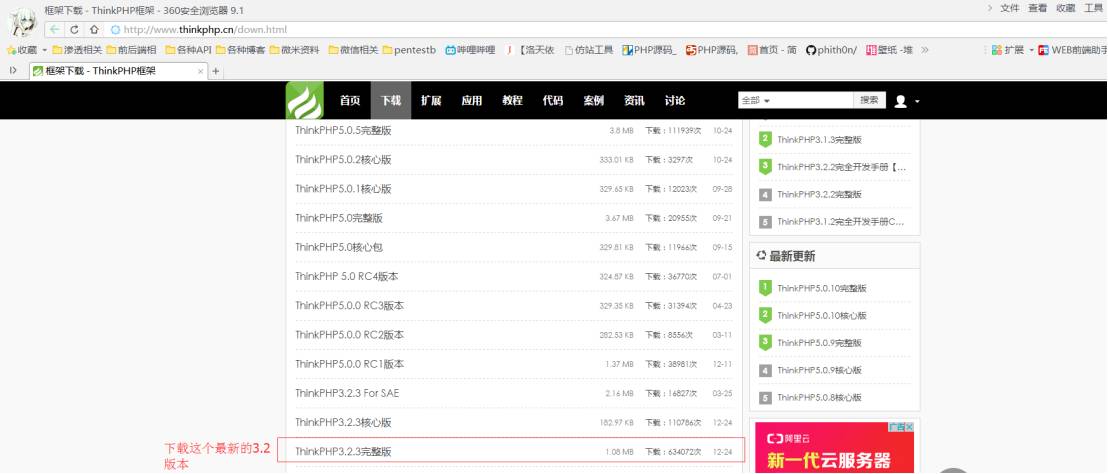 框架下载 - ThinkPHP框架 - 360安全浏览器 9.1
文件 查看 收藏 工具
http://www.thinkphp.cn/down.html
收藏 渗透相关 前后端相 各种API 各种博客 微米资料 微信相关 pentestb 哔哩哔哩 【洛天依 仿站工具 PHP源码_ PHP源码, 首页 - 简 phith0n/ 壁纸 -堆 » 扩展 WEB前端助手
框架下载 - ThinkPHP框架
首页 下载 扩展 应用 教程 代码 案例 资讯 讨论 全部 搜索
ThinkPHP5.0.5完整版 3.8 MB 下载：111939次 10-24
ThinkPHP5.0.2核心版 333.01 KB 下载：3297次 10-24
ThinkPHP5.0.1核心版 329.65 KB 下载：12023次 09-28
ThinkPHP5.0完整版 3.67 MB 下载：20955次 09-21
ThinkPHP5.0核心包 329.81 KB 下载：11966次 09-15
ThinkPHP 5.0 RC4版本 324.87 KB 下载：36770次 07-01
ThinkPHP5.0.0 RC3版本 329.35 KB 下载：31394次 04-23
ThinkPHP5.0.0 RC2版本 282.53 KB 下载：8556次 03-11
ThinkPHP5.0.0 RC1版本 1.37 MB 下载：38981次 12-11
ThinkPHP3.2.3 For SAE 2.16 MB 下载：16827次 03-25
ThinkPHP3.2.3核心版 182.97 KB 下载：110786次 12-24
ThinkPHP3.2.3完整版 1.08 MB 下载：634072次 12-24
下载这个最新的3.2
版本
2 ThinkPHP3.1.3完整版
3 ThinkPHP3.2.2完全开发手册【...
4 ThinkPHP3.2.2完整版
5 ThinkPHP3.1.2完全开发手册C...
最新更新
1 ThinkPHP5.0.10完整版
2 ThinkPHP5.0.10核心版
3 ThinkPHP5.0.9完整版
4 ThinkPHP5.0.9核心版
5 ThinkPHP5.0.8核心版
广告
阿里云
新一代云服务器